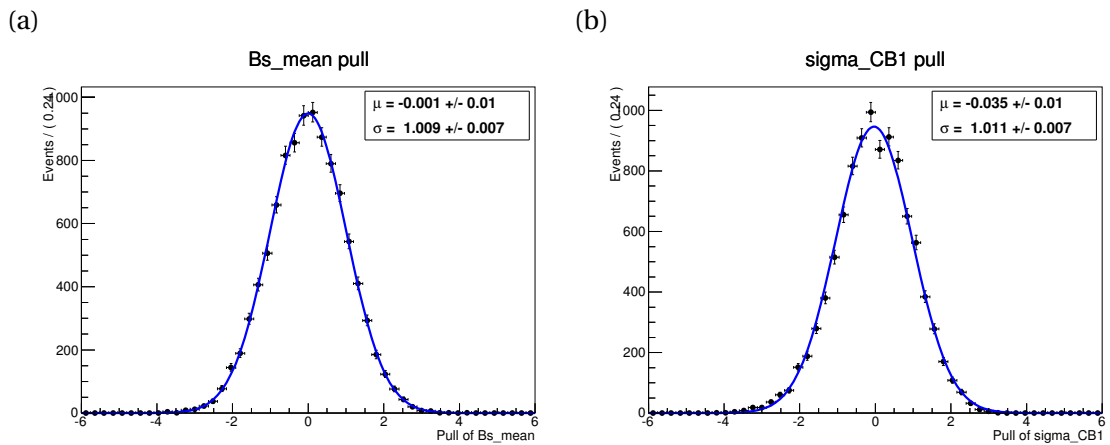 (a)
Bs_mean pull
Events / ( 0.24 )
1000
800
600
400
200
0
μ = -0.001 +/- 0.01
σ = 1.009 +/- 0.007
-6 -4 -2 0 2 4 6
Pull of Bs_mean
(b)
sigma_CB1 pull
Events / ( 0.24 )
1000
800
600
400
200
0
μ = -0.035 +/- 0.01
σ = 1.011 +/- 0.007
-6 -4 -2 0 2 4 6
Pull of sigma_CB1